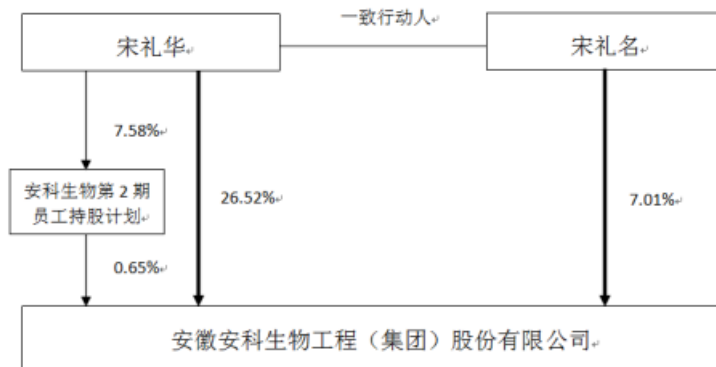 一致行动人
宋礼华
宋礼名
7.58%
安科生物第 2 期
员工持股计划
26.52%
7.01%
0.65%
安徽安科生物工程（集团）股份有限公司